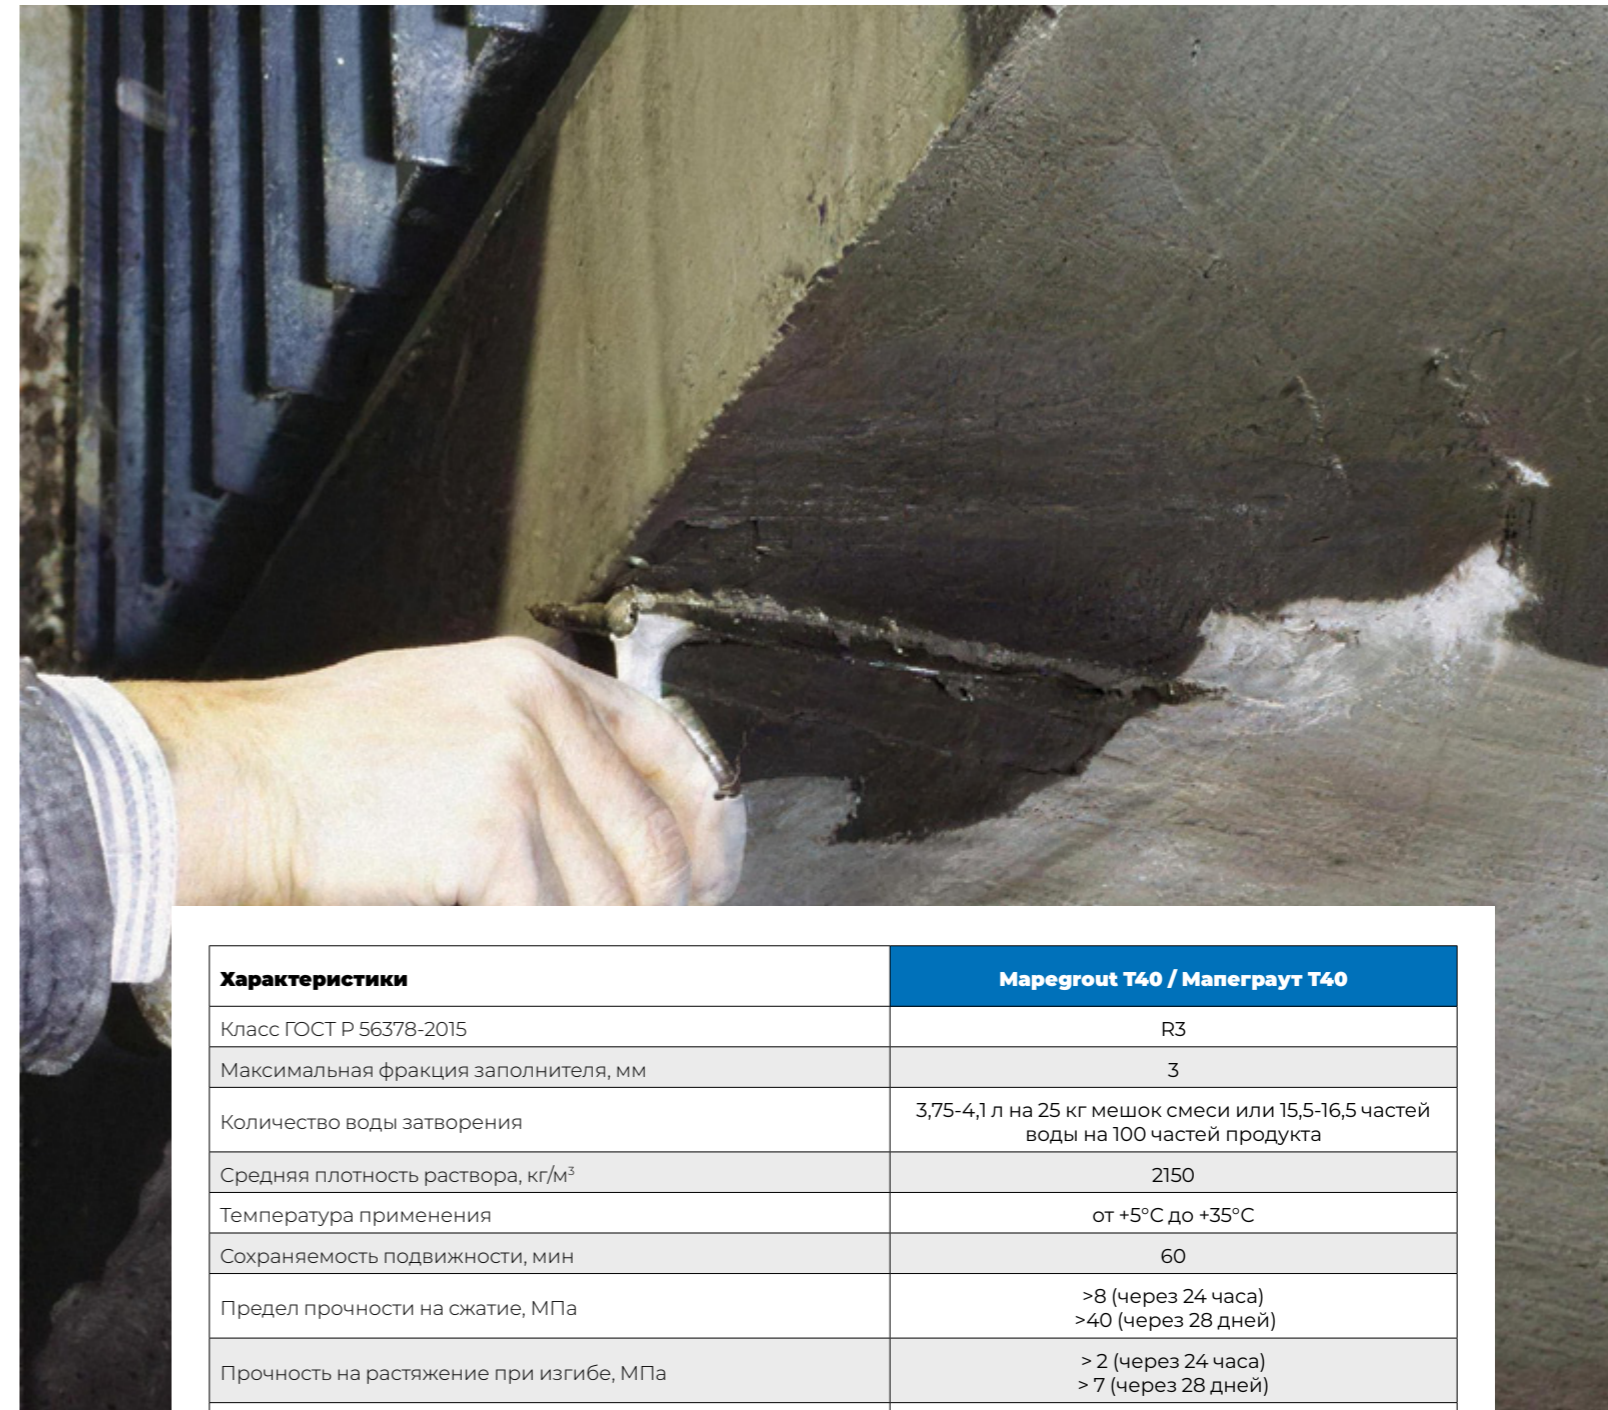 Характеристики
Mapegrout T40 / Мапеграут Т40
Класс ГОСТ Р 56378-2015
R3
Максимальная фракция заполнителя, мм
3
Количество воды затворения
3,75-4,1 л на 25 кг мешок смеси или 15,5-16,5 частей
воды на 100 частей продукта
Средняя плотность раствора, кг/м³
2150
Температура применения
от +5°C до +35°C
Сохраняемость подвижности, мин
60
Предел прочности на сжатие, МПа
>8 (через 24 часа)
>40 (через 28 дней)
Прочность на растяжение при изгибе, МПа
> 2 (через 24 часа)
> 7 (через 28 дней)